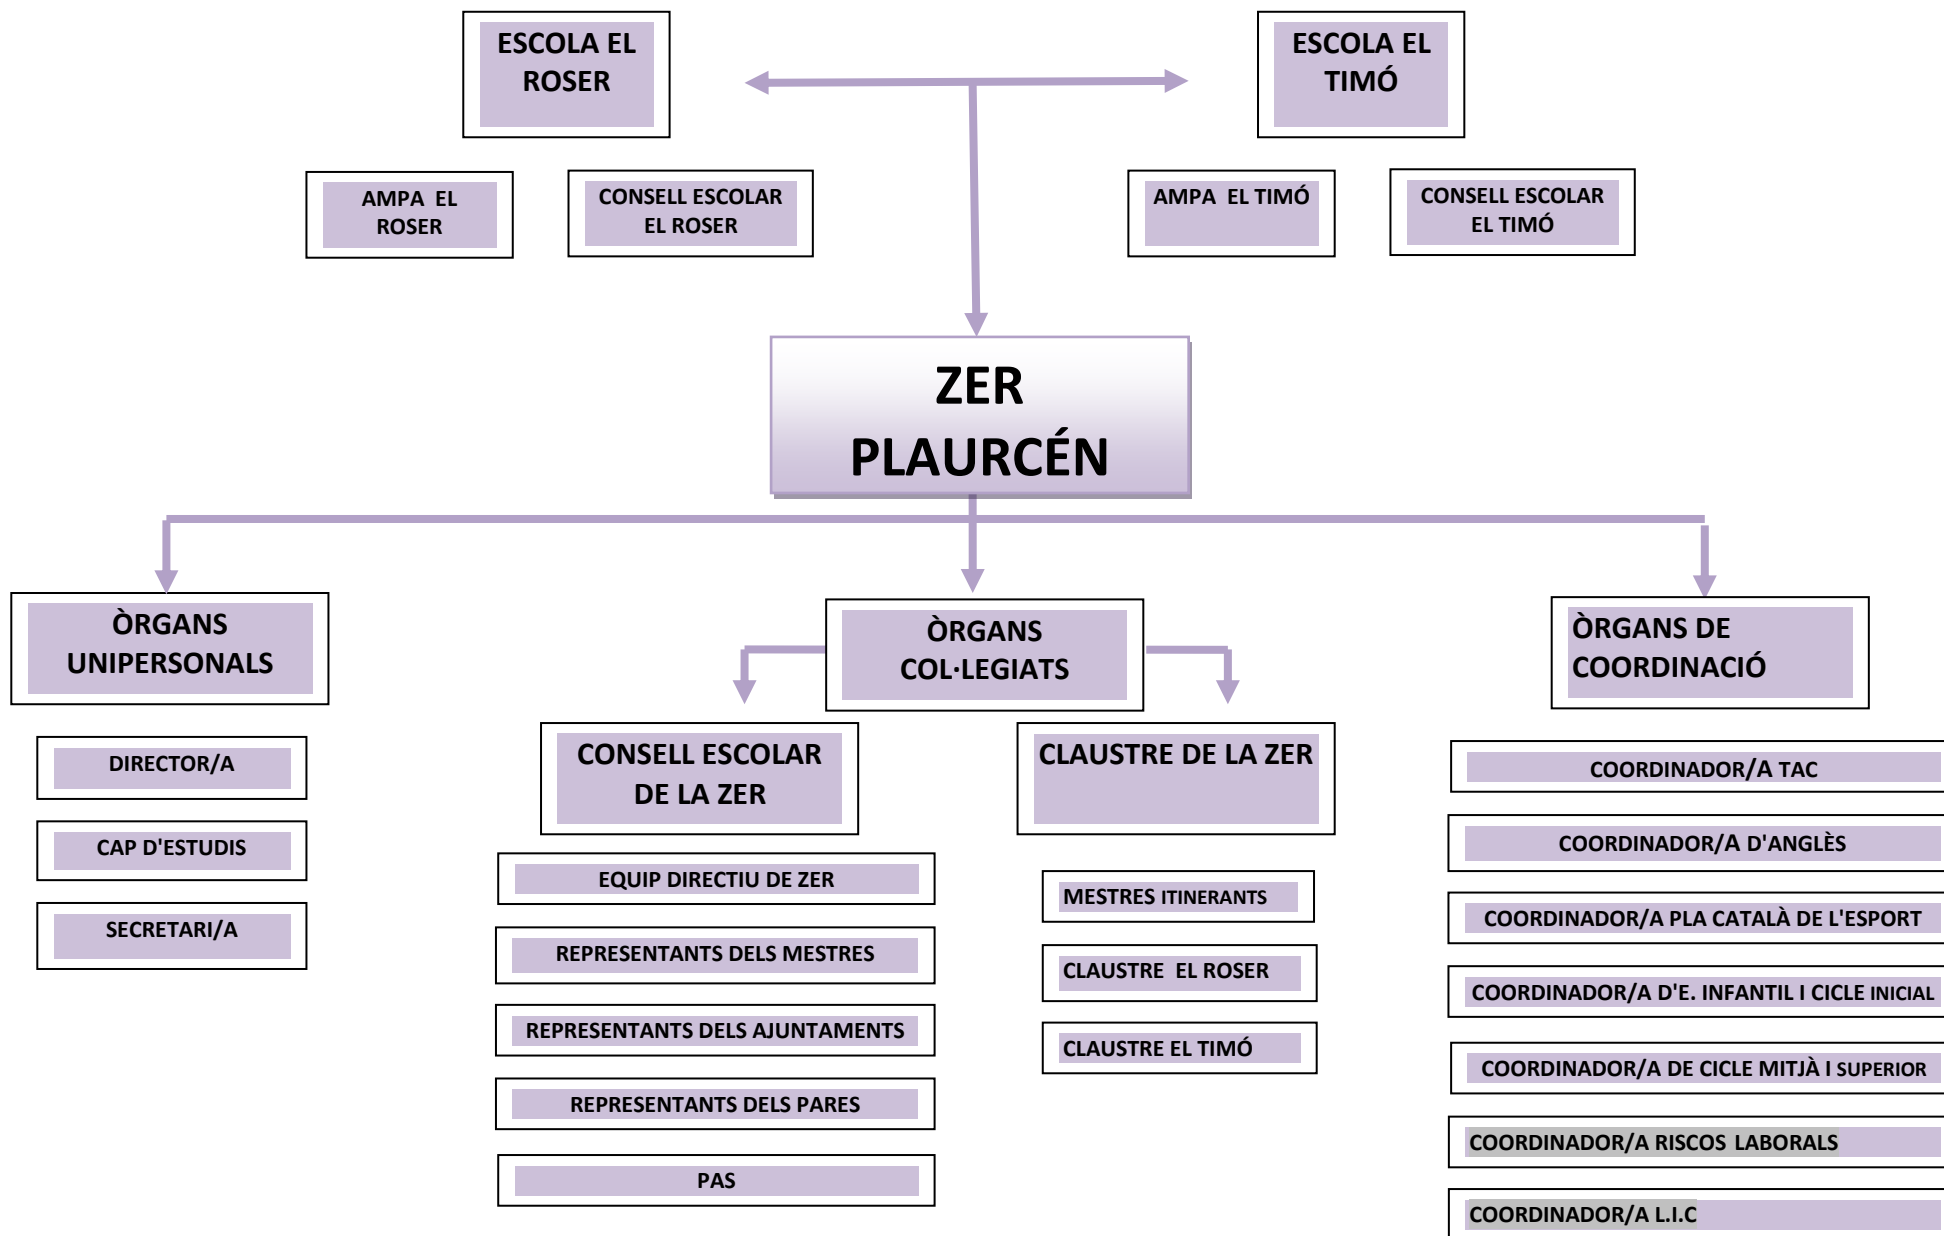 ESCOLA EL
ROSER
ESCOLA EL
TIMÓ
AMPA  EL
ROSER
CONSELL ESCOLAR
EL ROSER
AMPA  EL TIMÓ
CONSELL ESCOLAR
EL TIMÓ
ZER
PLAURCÉN
ÒRGANS
UNIPERSONALS
DIRECTOR/A
CAP D'ESTUDIS
SECRETARI/A
ÒRGANS
COL·LEGIATS
CONSELL ESCOLAR
DE LA ZER
EQUIP DIRECTIU DE ZER
REPRESENTANTS DELS MESTRES
REPRESENTANTS DELS AJUNTAMENTS
REPRESENTANTS DELS PARES
PAS
CLAUSTRE DE LA ZER
MESTRES ITINERANTS
CLAUSTRE  EL ROSER
CLAUSTRE EL TIMÓ
ÒRGANS DE
COORDINACIÓ
COORDINADOR/A TAC
COORDINADOR/A D'ANGLÈS
COORDINADOR/A PLA CATALÀ DE L'ESPORT
COORDINADOR/A D'E. INFANTIL I CICLE INICIAL
COORDINADOR/A DE CICLE MITJÀ I SUPERIOR
COORDINADOR/A RISCOS LABORALS
COORDINADOR/A L.I.C